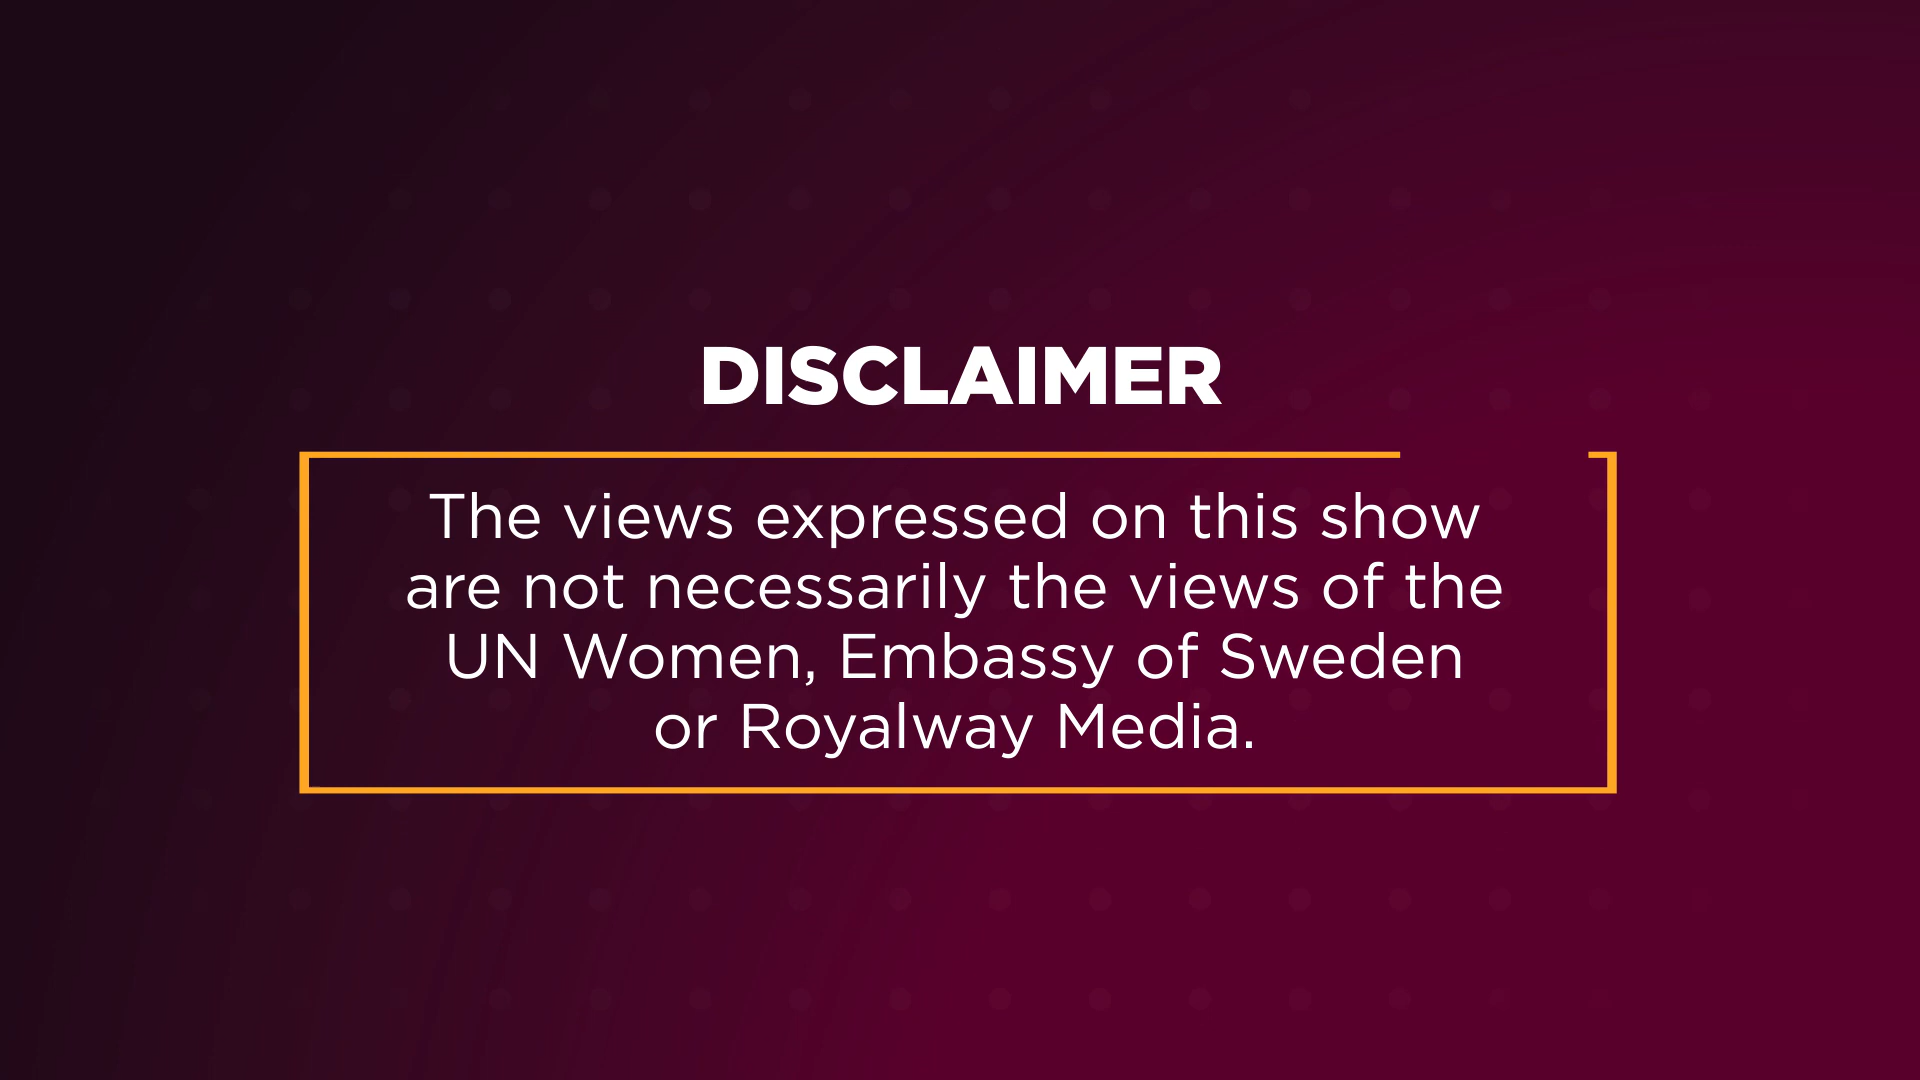 DISCLAIMER
The views expressed on this show
are not necessarily the views of the
UN Women, Embassy of Sweden
or Royalway Media.